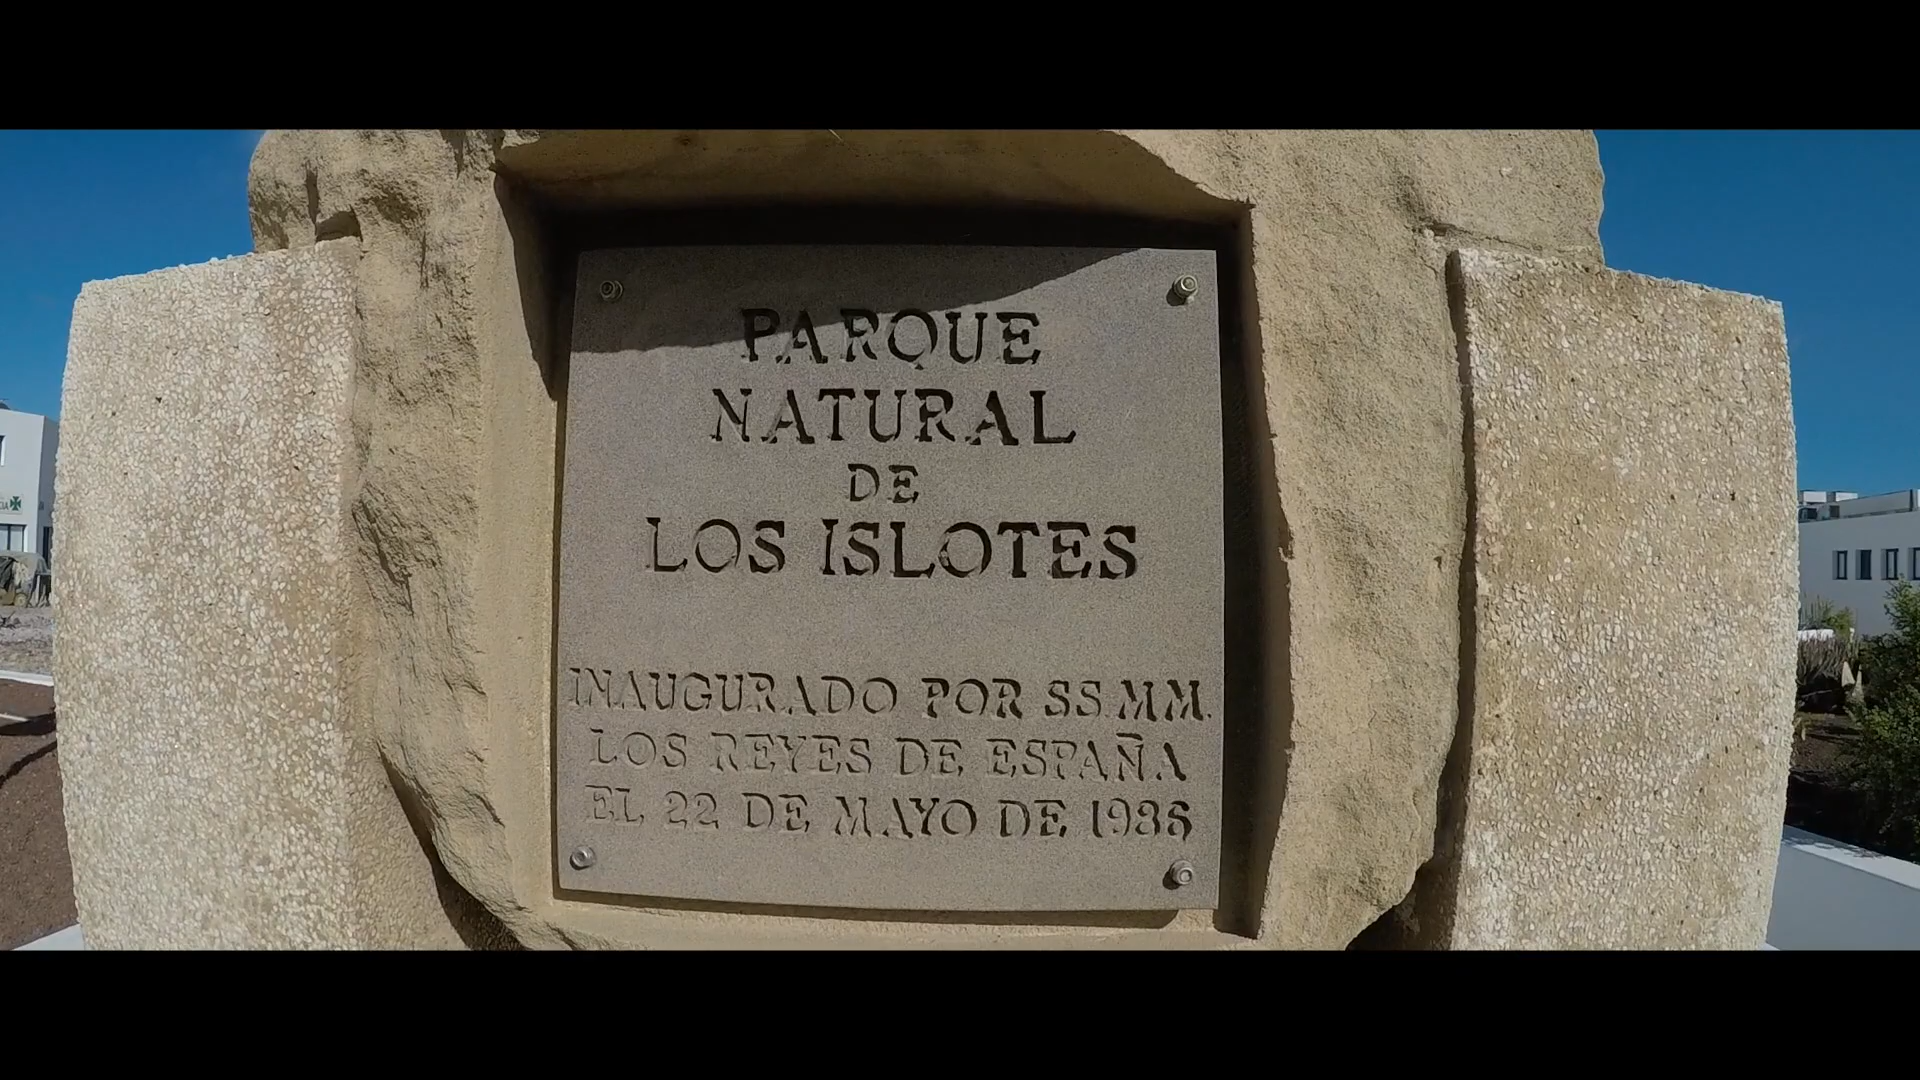 PARQUE
NATURAL
DE
LOS ISLOTES
INAUGURADO POR SS.MM.
LOS REYES DE ESPAÑA
EL 22 DE MAYO DE 1986